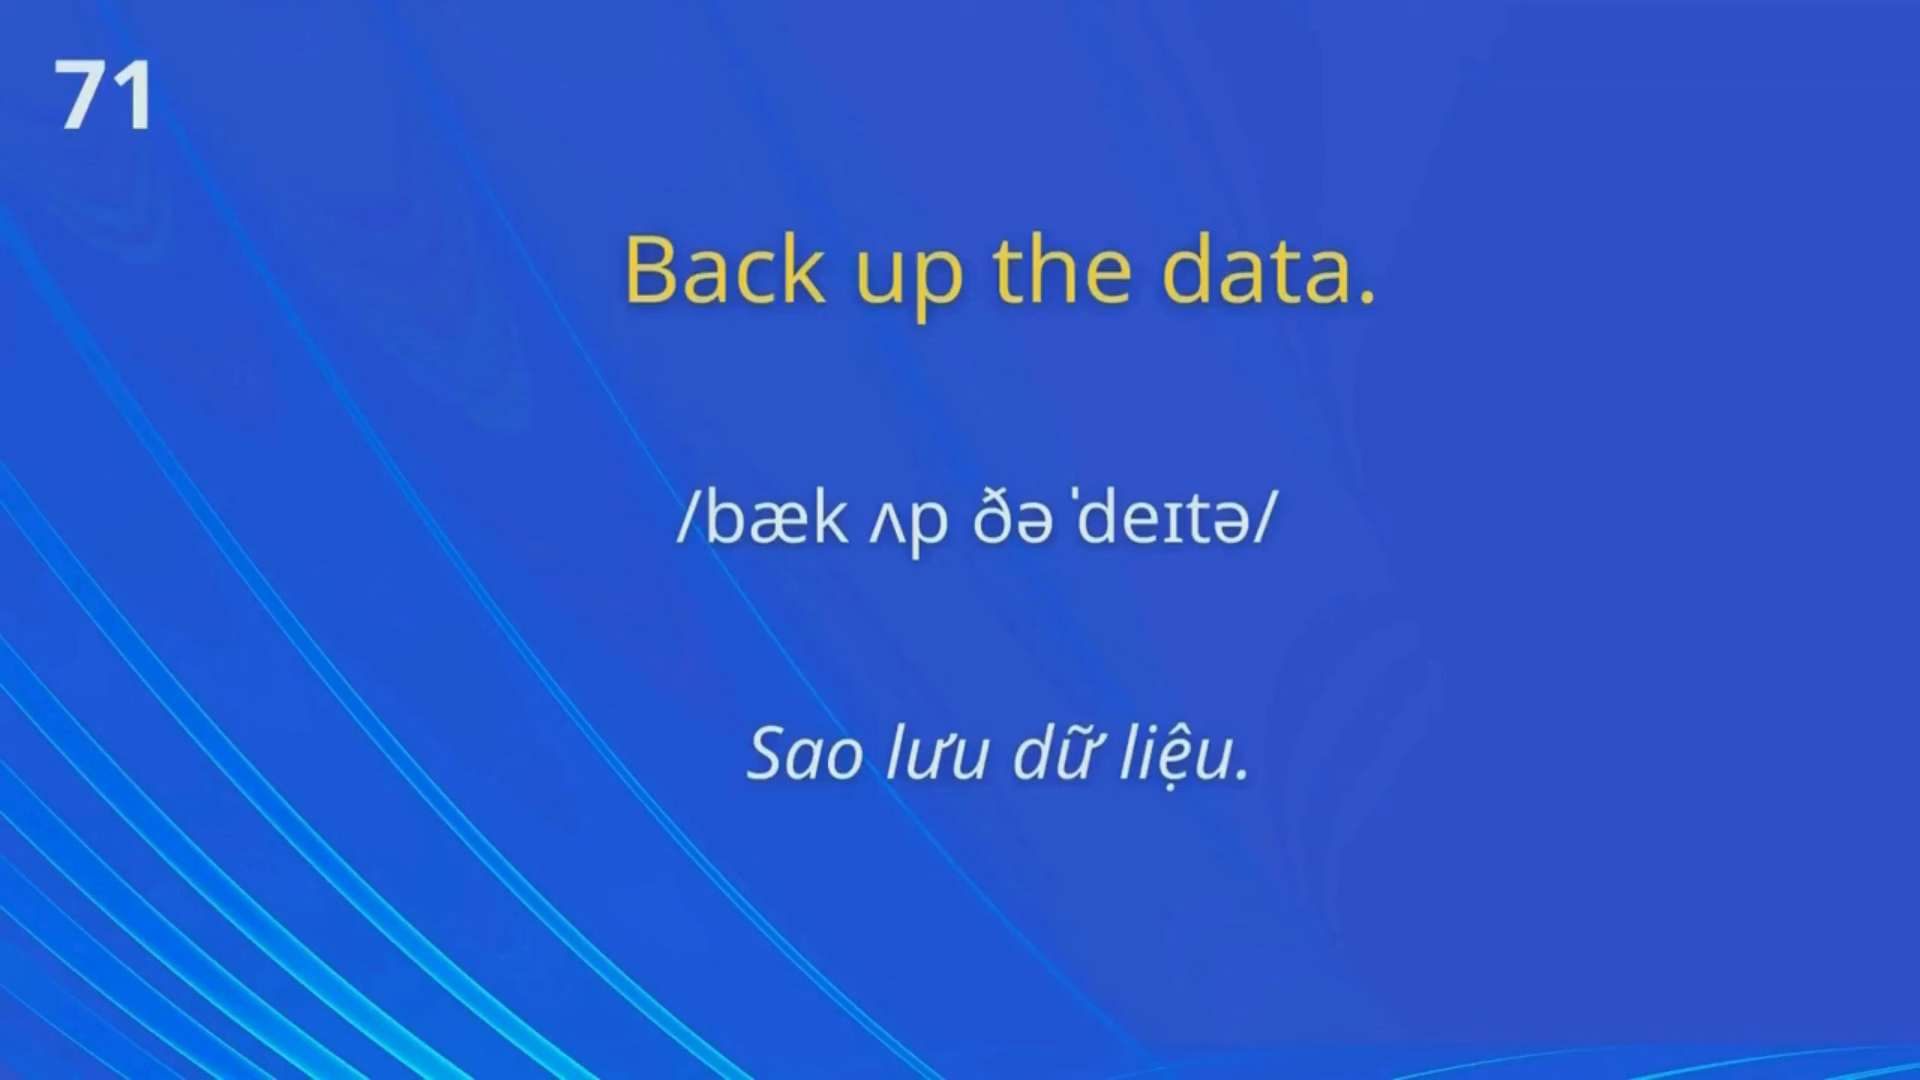 71
Back up the data.
/bæk ʌp ðə ˈdeɪtə/
Sao lưu dữ liệu.